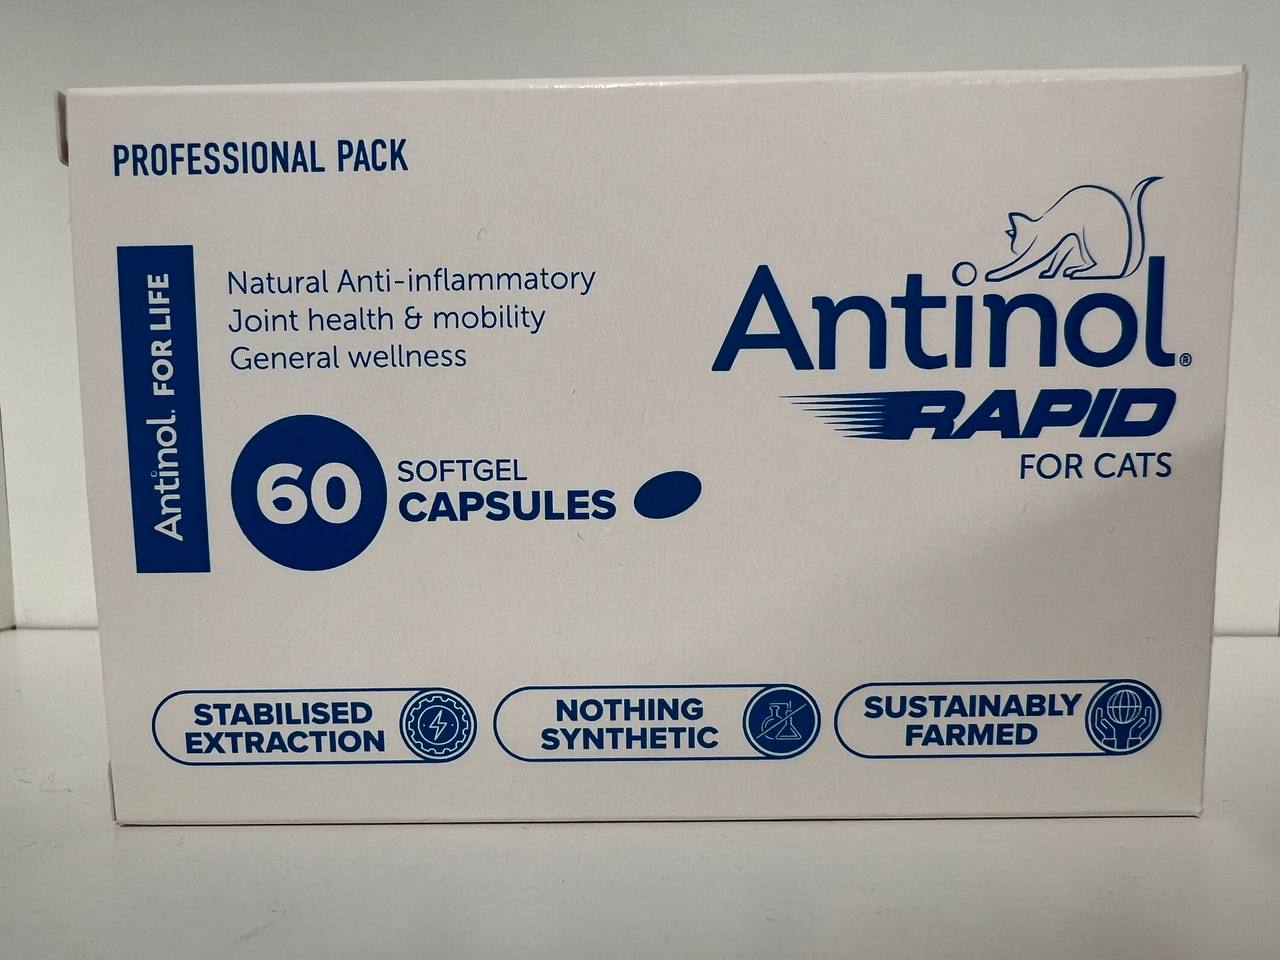 PROFESSIONAL PACK
Antinol. FOR LIFE
Natural Anti-inflammatory
Joint health & mobility
General wellness
60
SOFTGEL
CAPSULES
Antinol®
RAPID
FOR CATS
STABILISED
EXTRACTION
NOTHING
SYNTHETIC
SUSTAINABLY
FARMED